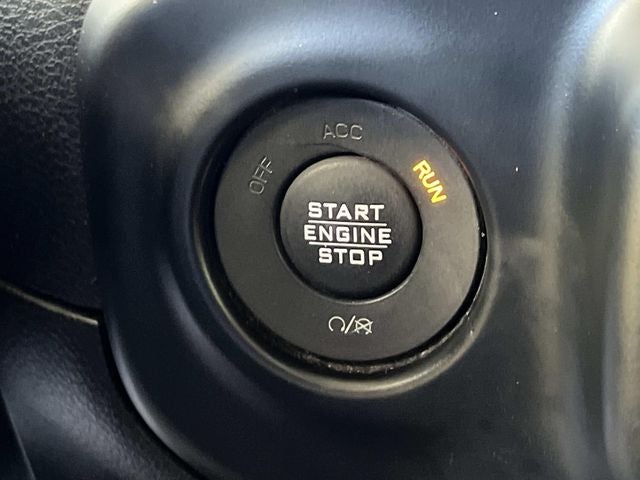 OFF
ACC
RUN
START
ENGINE
STOP